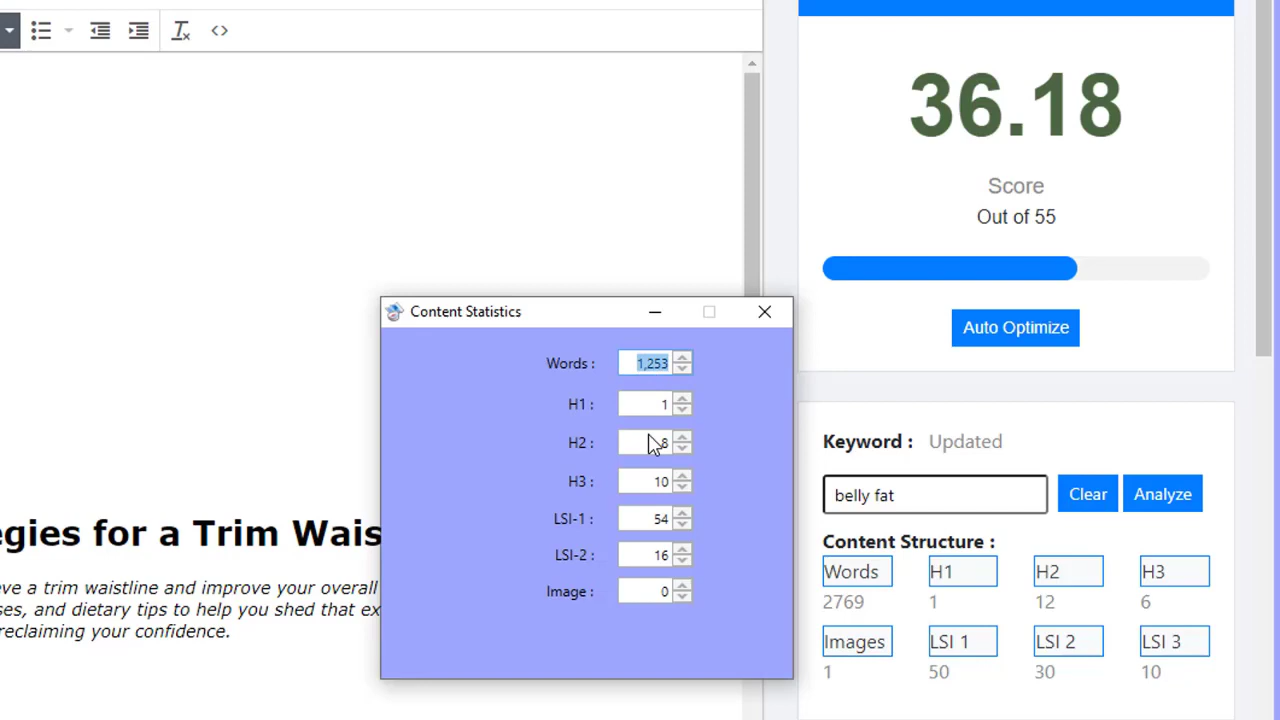 36.18
Score
Out of 55
Auto Optimize
Content Statistics
Words : 1,253
H1 : 1
H2 : 8
H3 : 10
LSI-1 : 54
LSI-2 : 16
Image : 0
Keyword : Updated
belly fat Clear Analyze
Content Structure :
Words H1 H2 H3
2769 1 12 6
Images LSI 1 LSI 2 LSI 3
1 50 30 10
egies for a Trim Wais
eve a trim waistline and improve your overall
ses, and dietary tips to help you shed that ex
reclaiming your confidence.